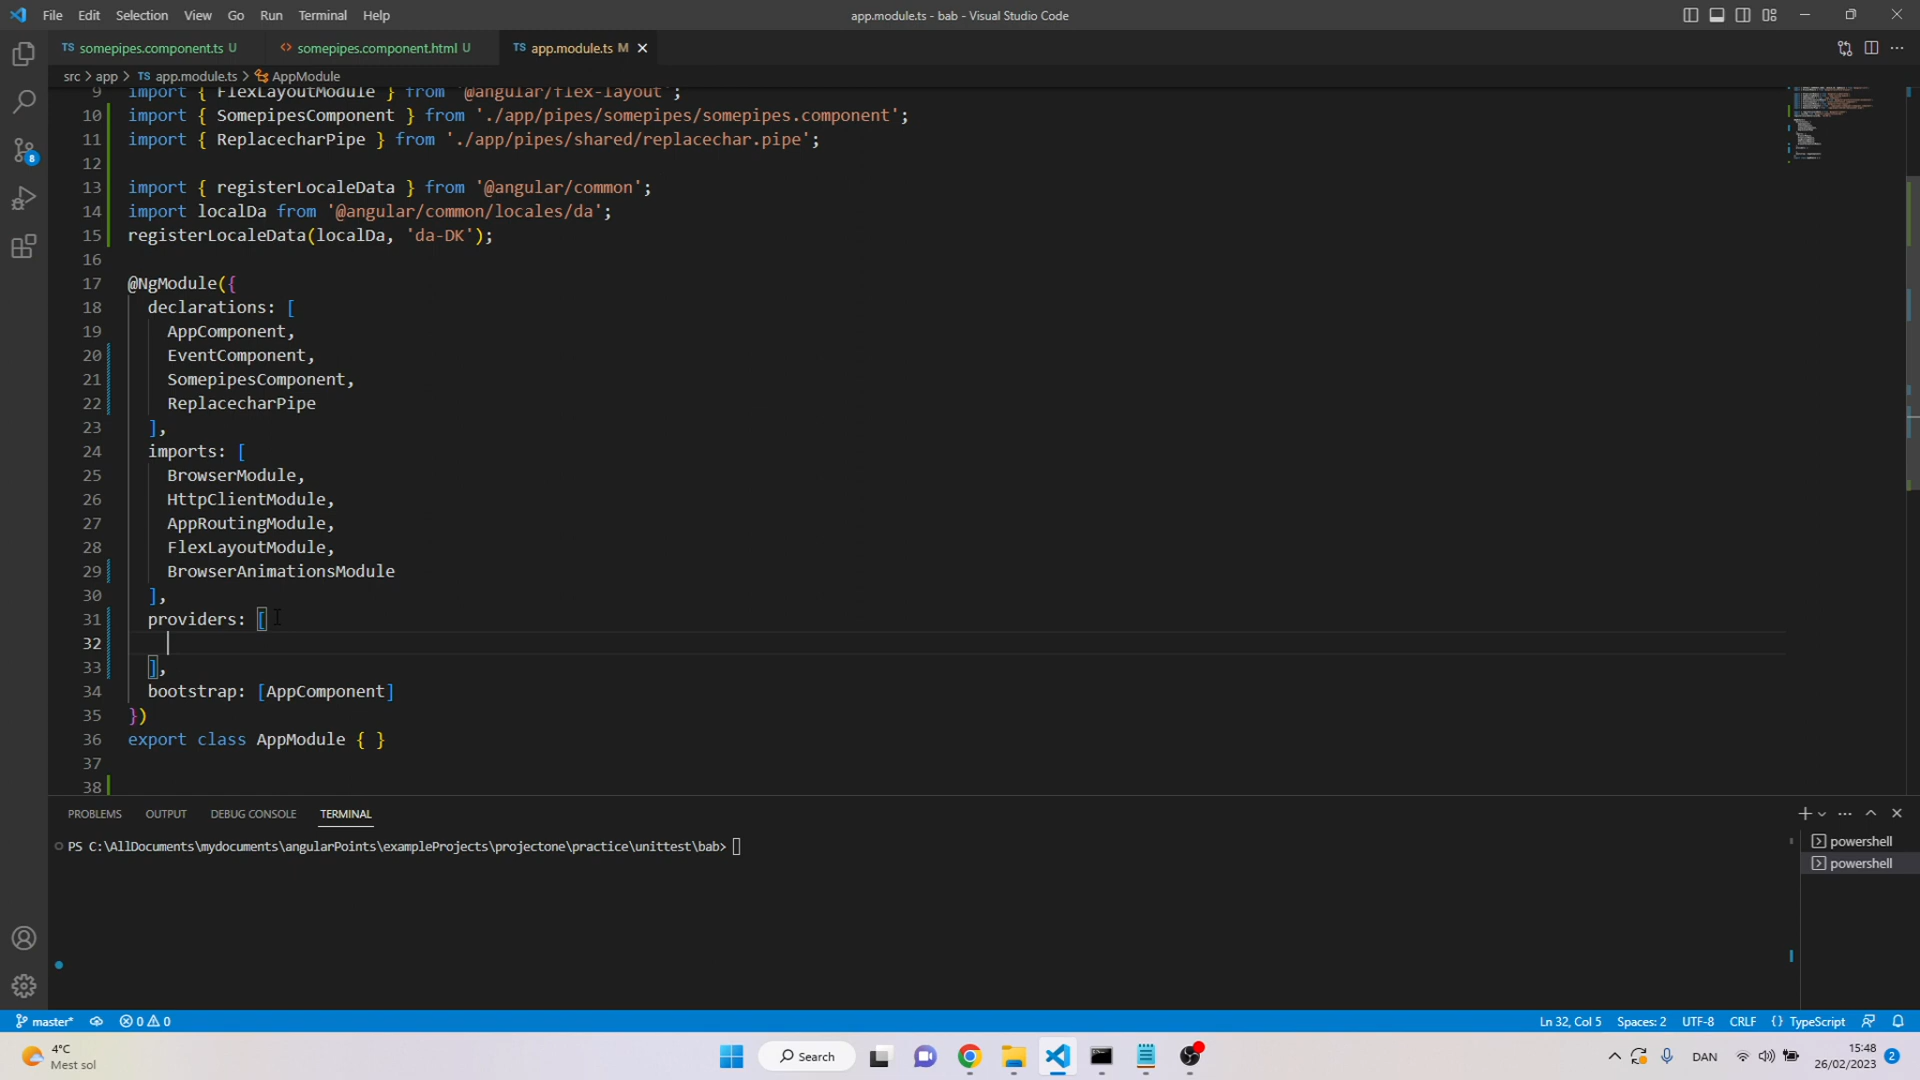 File Edit Selection View Go Run Terminal Help
app.module.ts - bab - Visual Studio Code
TS somepipes.component.ts U
<> somepipes.component.html U
TS app.module.ts M
src > app > TS app.module.ts > AppModule
9 import { FlexLayoutModule } from '@angular/flex-layout';
10 import { SomepipesComponent } from './app/pipes/somepipes/somepipes.component';
11 import { ReplacecharPipe } from './app/pipes/shared/replacechar.pipe';
12
13 import { registerLocaleData } from '@angular/common';
14 import localDa from '@angular/common/locales/da';
15 registerLocaleData(localDa, 'da-DK');
16
17 @NgModule({
18 declarations: [
19 AppComponent,
20 EventComponent,
21 SomepipesComponent,
22 ReplacecharPipe
23 ],
24 imports: [
25 BrowserModule,
26 HttpClientModule,
27 AppRoutingModule,
28 FlexLayoutModule,
29 BrowserAnimationsModule
30 ],
31 providers: [
32
33 ],
34 bootstrap: [AppComponent]
35 })
36 export class AppModule { }
37
38
PROBLEMS OUTPUT DEBUG CONSOLE TERMINAL
PS C:\AllDocuments\mydocuments\angularPoints\exampleProjects\projectone\practice\unittest\bab>
powershell
powershell
8
master* 0 0 Ln 32, Col 5 Spaces: 2 UTF-8 CRLF {} TypeScript
4°C
Mest sol
Search
DAN
15:48
26/02/2023
2